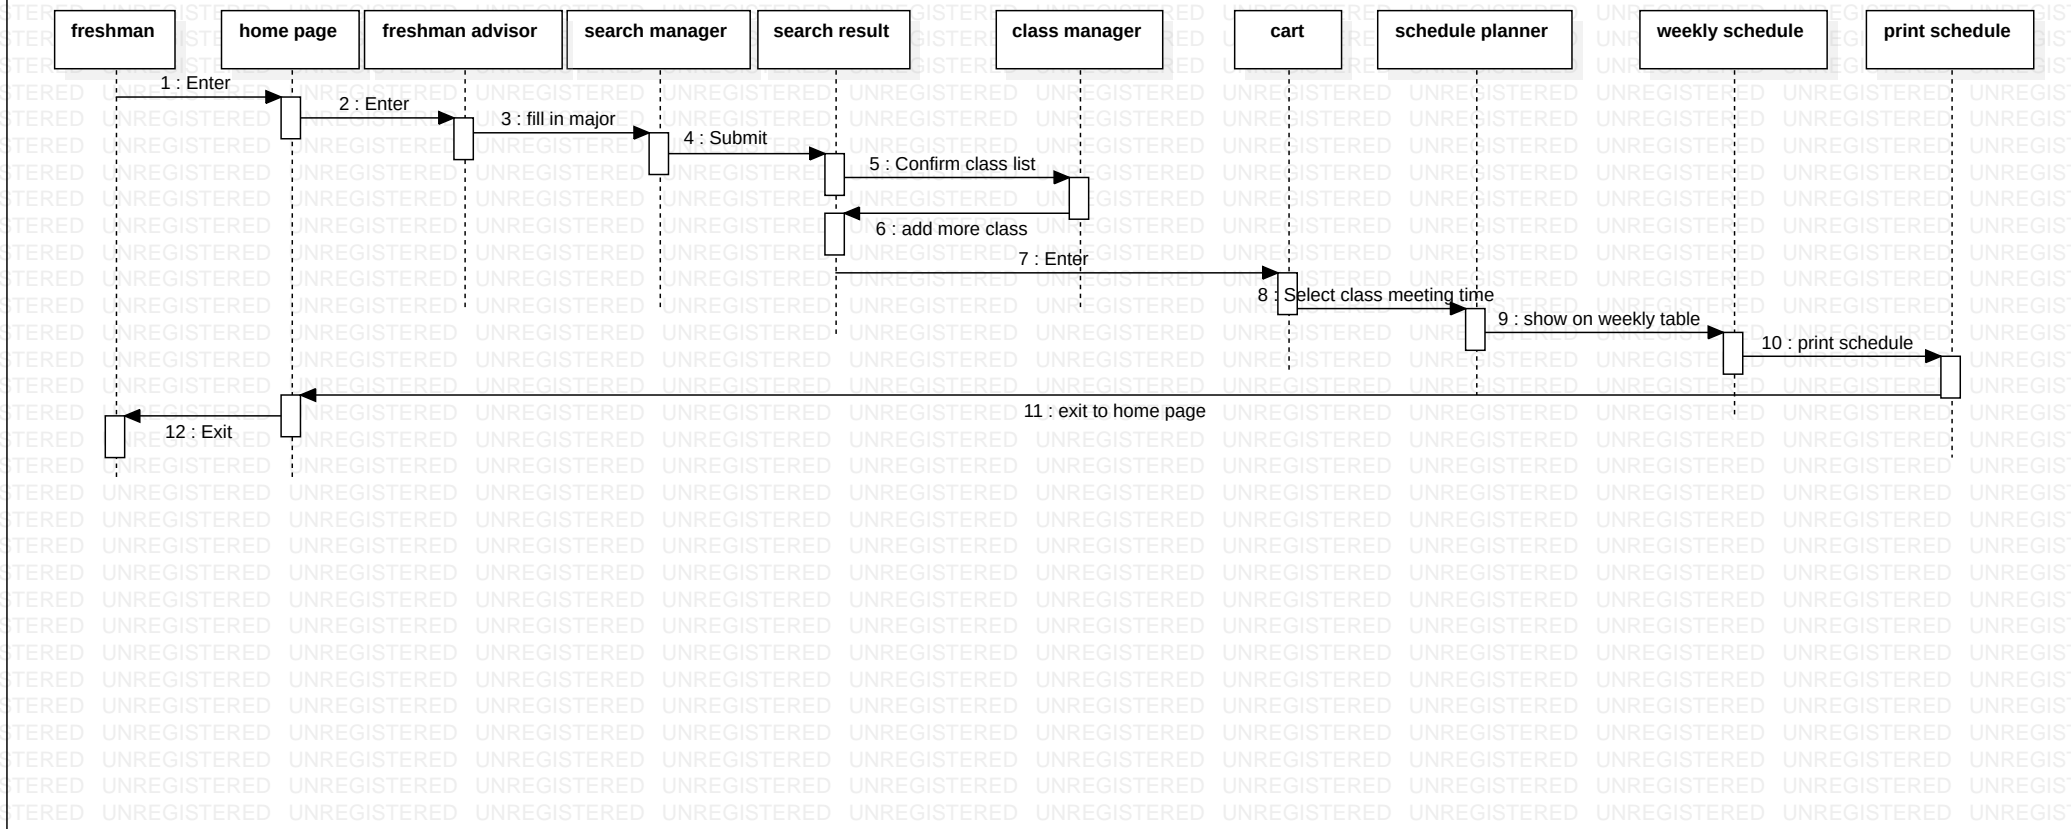 freshman
home page
freshman advisor
search manager
search result
class manager
cart
schedule planner
weekly schedule
print schedule
1 : Enter
2 : Enter
3 : fill in major
4 : Submit
5 : Confirm class list
6 : add more class
7 : Enter
8 : Select class meeting time
9 : show on weekly table
10 : print schedule
11 : exit to home page
12 : Exit
UNREGISTERED